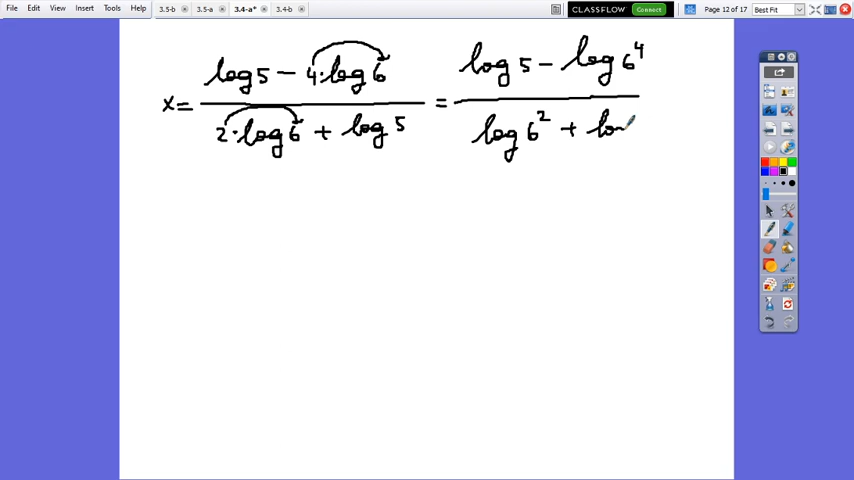 File Edit View Insert Tools Help 3.5-b 3.5-a 3.4-a* 3.4-b CLASSFLOW Connect Page 12 of 17 Best Fit
x = (log 5 − 4·log 6) / (2·log 6 + log 5) = (log 5 − log 6⁴) / (log 6² + lo